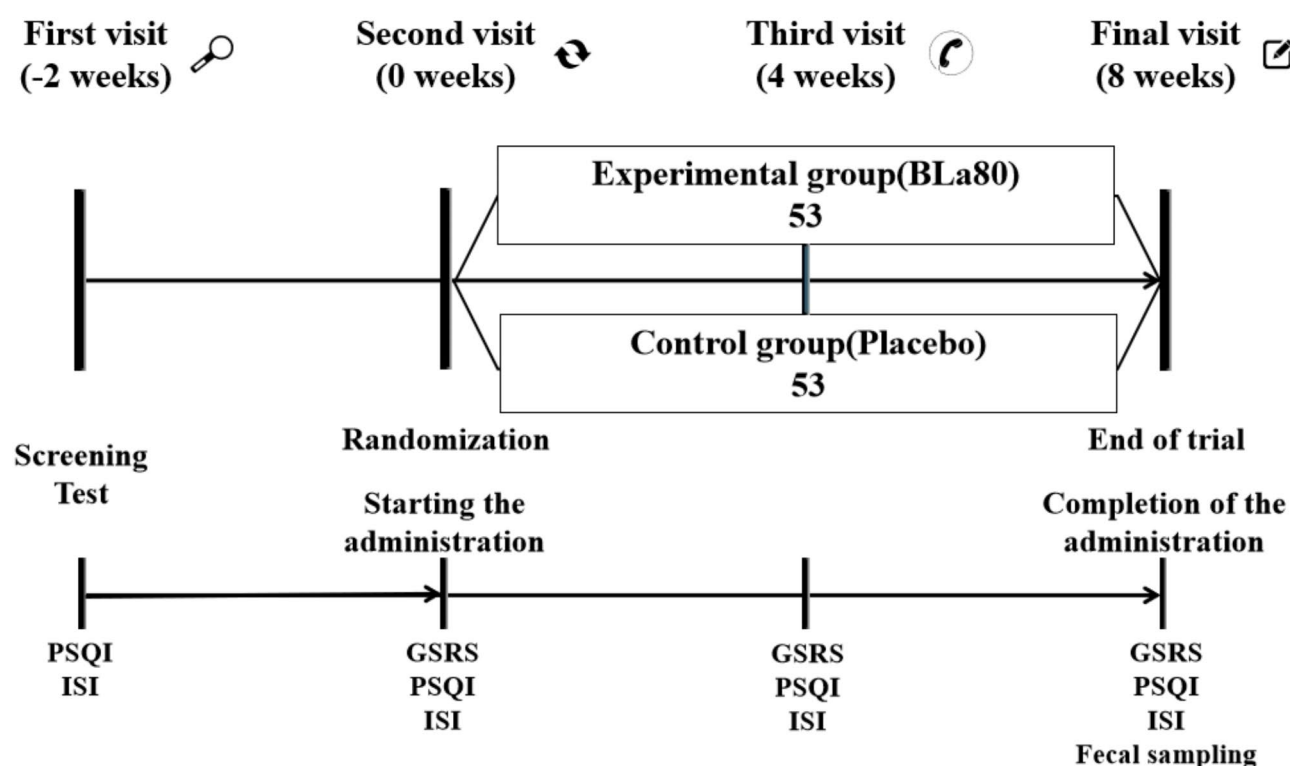 First visit
(-2 weeks)
Second visit
(0 weeks)
Third visit
(4 weeks)
Final visit
(8 weeks)
Experimental group(BLa80)
53
Control group(Placebo)
53
Screening
Test
Randomization
Starting the
administration
End of trial
Completion of the
administration
PSQI
ISI
GSRS
PSQI
ISI
GSRS
PSQI
ISI
GSRS
PSQI
ISI
Fecal sampling